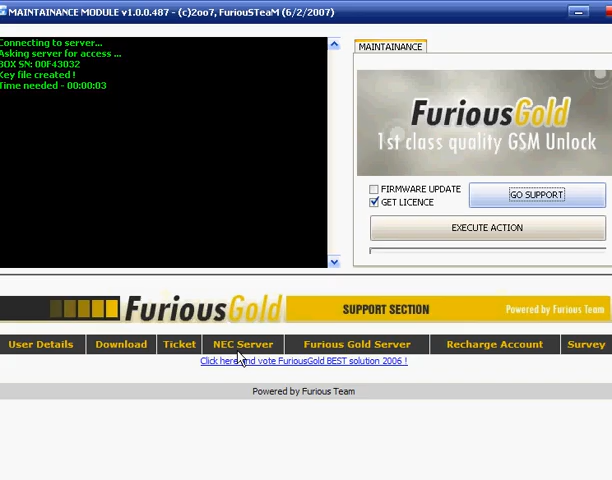 MAINTAINANCE MODULE v1.0.0.487 - (c)2oo7, FuriouSTeaM (6/2/2007)
Connecting to server...
Asking server for access ...
BOX SN: 00F43032
Key file created !
Time needed - 00:00:03
MAINTAINANCE
FuriousGold
1st class quality GSM Unlock
FIRMWARE UPDATE
GET LICENCE
GO SUPPORT
EXECUTE ACTION
FuriousGold
SUPPORT SECTION
Powered by Furious Team
User Details
Download
Ticket
NEC Server
Furious Gold Server
Recharge Account
Survey
Click here and vote FuriousGold BEST solution 2006 !
Powered by Furious Team